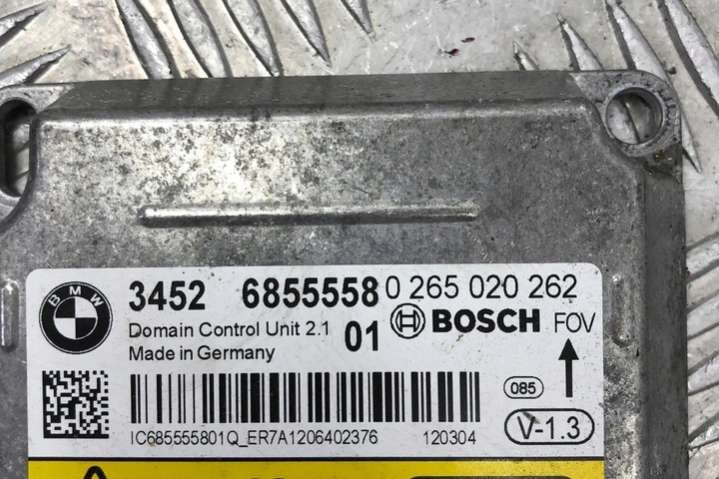 BMW
3452 6855558 0 265 020 262
Domain Control Unit 2.1 01 BOSCH FOV
Made in Germany
085
IC685555801Q_ER7A1206402376 120304
V-1.3